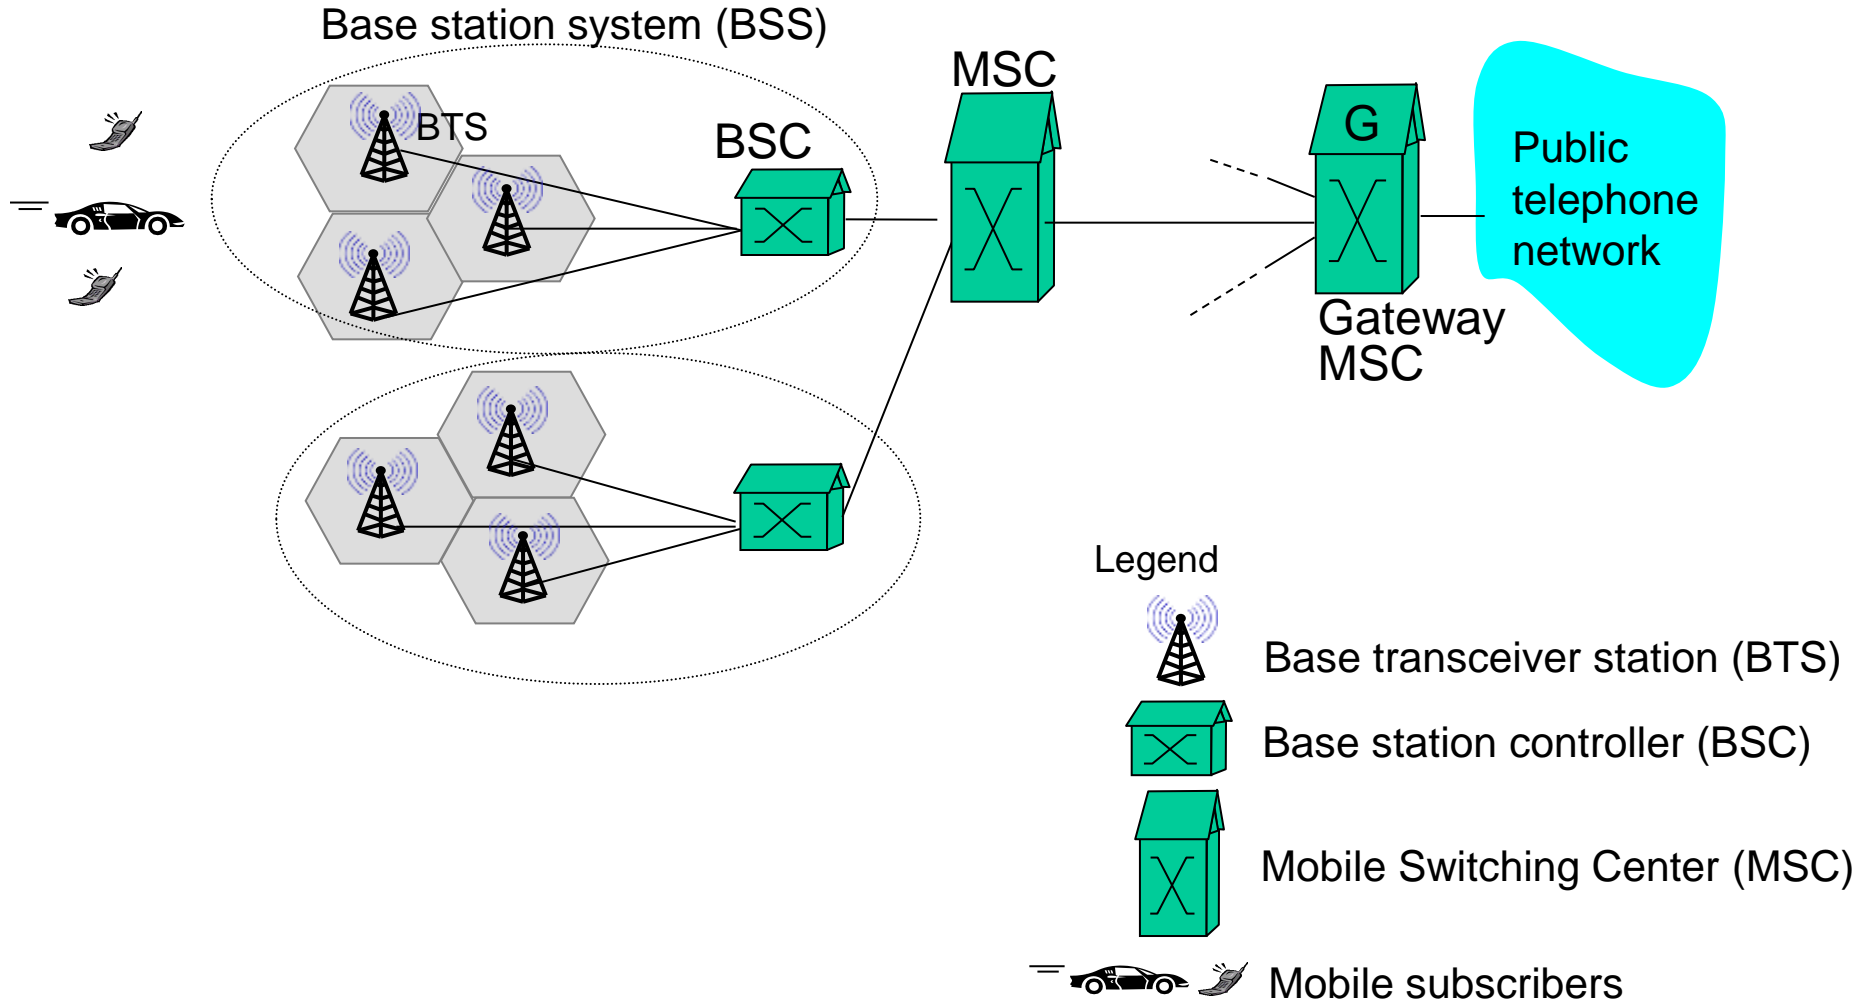 Base station system (BSS)
MSC
BTS
BSC
G
Public
telephone
network
Gateway
MSC
Legend
Base transceiver station (BTS)
Base station controller (BSC)
Mobile Switching Center (MSC)
Mobile subscribers